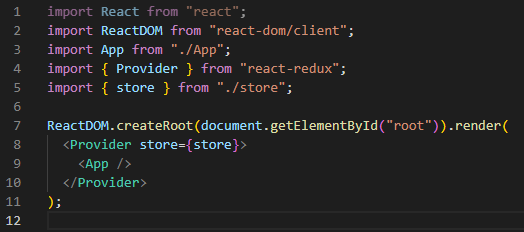 1 import React from "react";
2 import ReactDOM from "react-dom/client";
3 import App from "./App";
4 import { Provider } from "react-redux";
5 import { store } from "./store";
6
7 ReactDOM.createRoot(document.getElementById("root")).render(
8   <Provider store={store}>
9     <App />
10   </Provider>
11 );
12